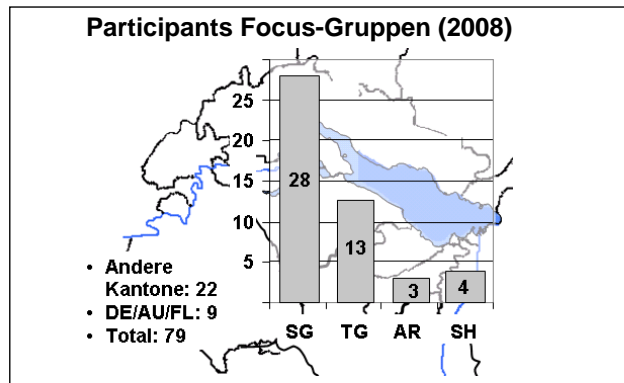 Participants Focus-Gruppen (2008)
25
20
15
10
5
28
13
3
4
SG TG AR SH
• Andere
Kantone: 22
• DE/AU/FL: 9
• Total: 79